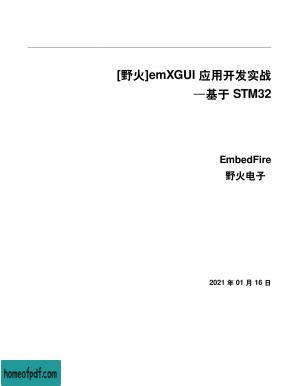 [野火]emXGUI 应用开发实战
—基于 STM32
EmbedFire
野火电子
2021 年 01 月 16 日
homeofpdf.com